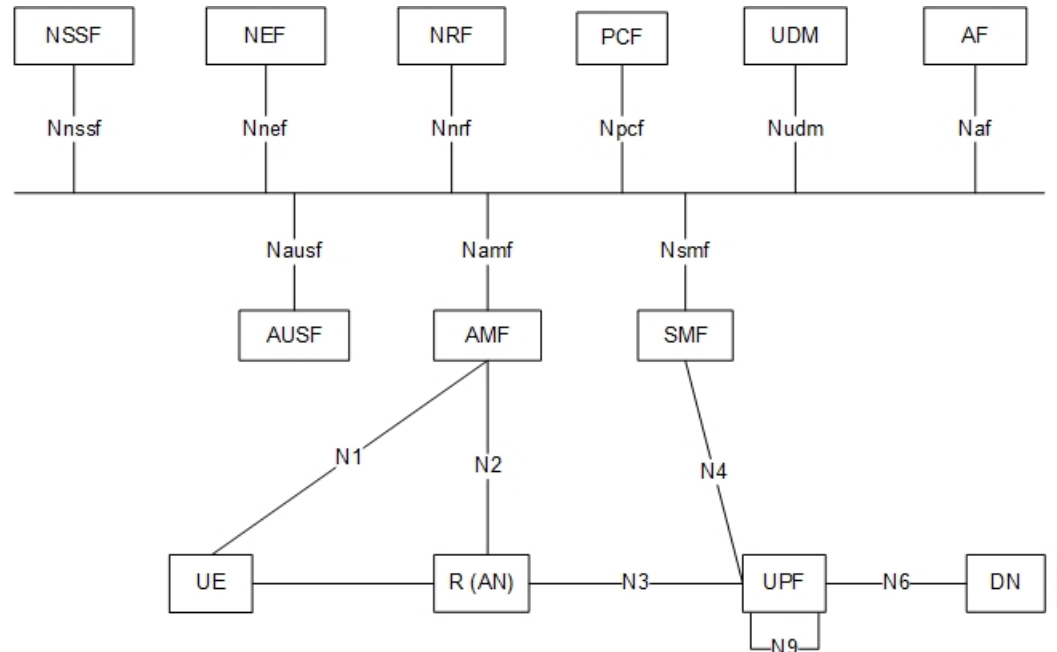 NSSF
NEF
NRF
PCF
UDM
AF
Nnssf
Nnef
Nnrf
Npcf
Nudm
Naf
Nausf
Namf
Nsmf
AUSF
AMF
SMF
N1
N2
N4
UE
R (AN)
N3
UPF
N6
DN
N9